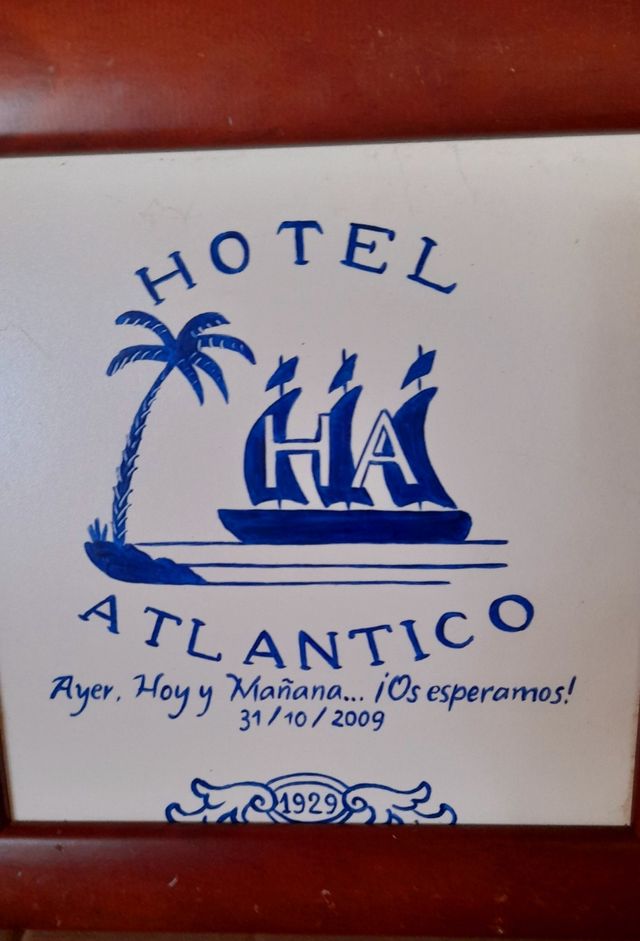 HOTEL
HA
ATLANTICO
Ayer, Hoy y Mañana... ¡Os esperamos!
31/10/2009
1929